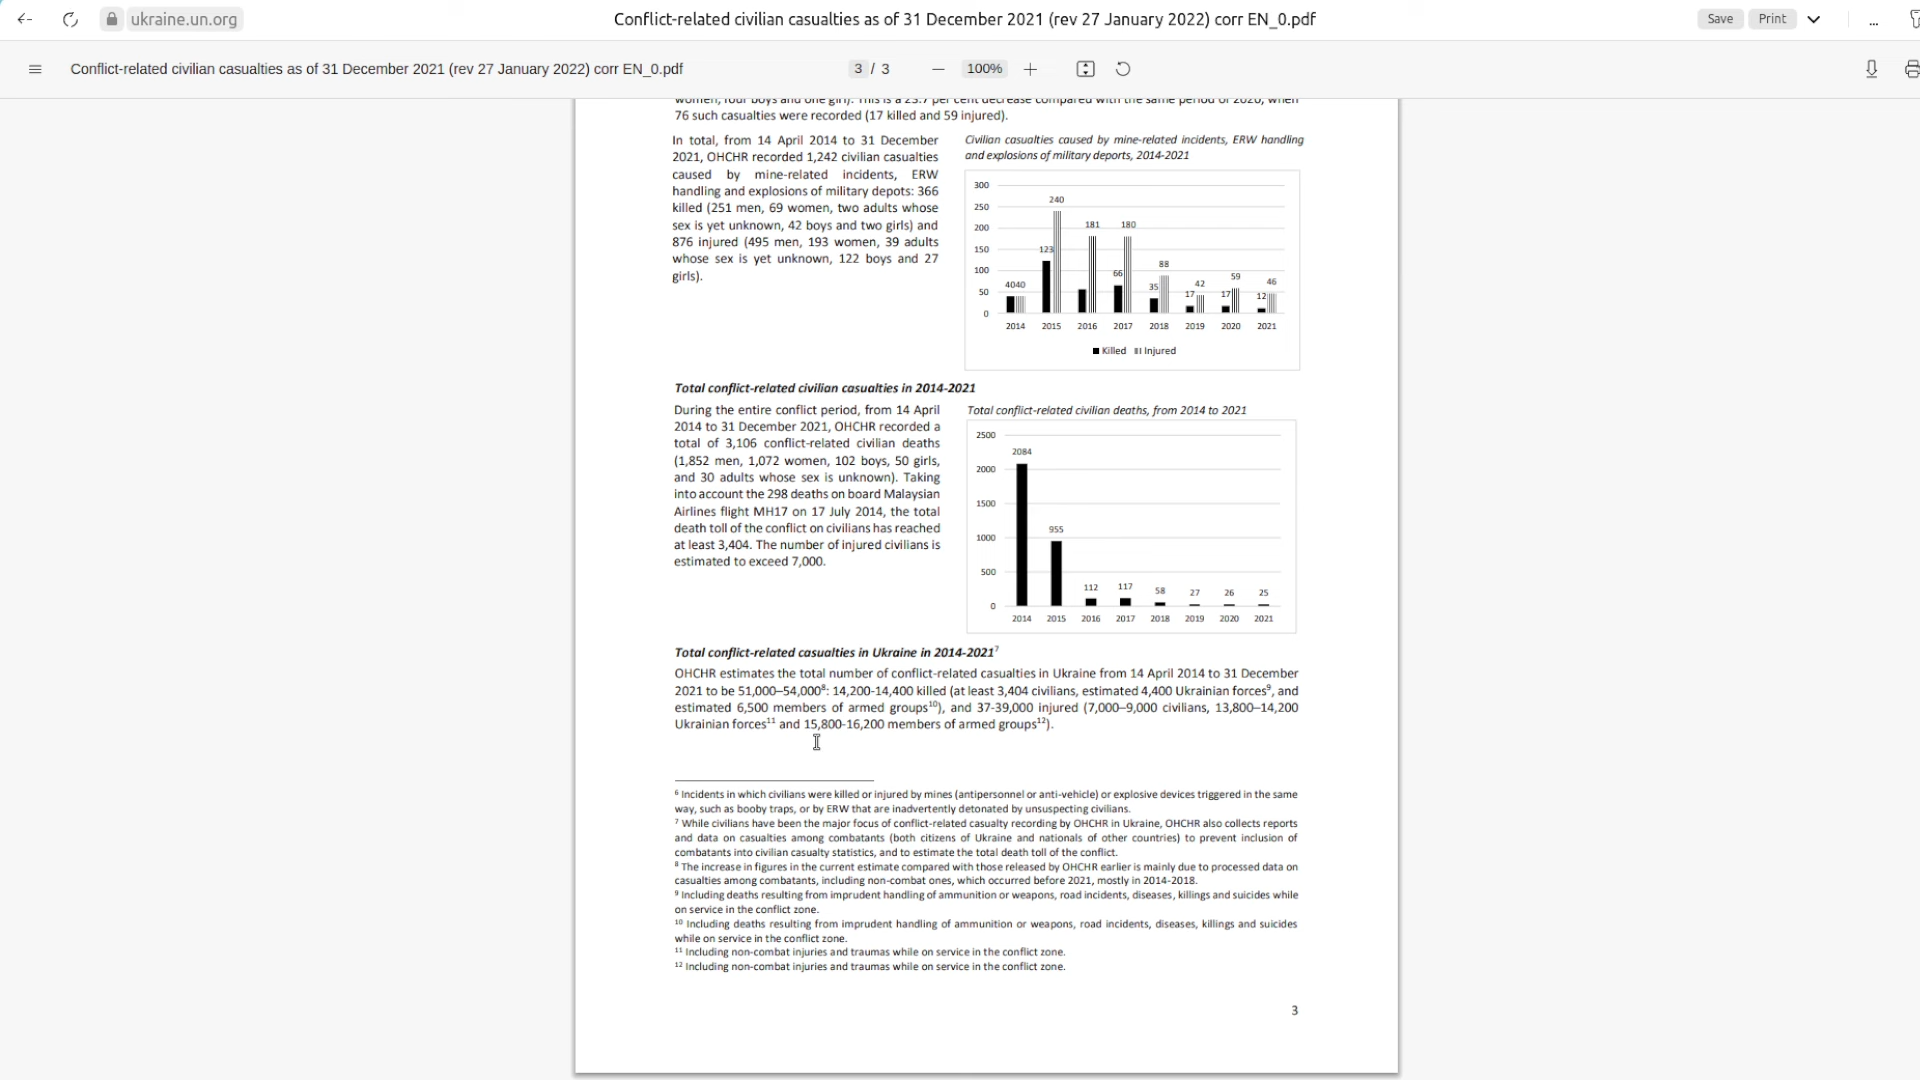 ukraine.un.org
Conflict-related civilian casualties as of 31 December 2021 (rev 27 January 2022) corr EN_0.pdf
Save
Print
...
Conflict-related civilian casualties as of 31 December 2021 (rev 27 January 2022) corr EN_0.pdf
3 / 3
100%
women, four boys and one girl). This is a 23.7 per cent decrease compared with the same period of 2020, when
76 such casualties were recorded (17 killed and 59 injured).
In total, from 14 April 2014 to 31 December
2021, OHCHR recorded 1,242 civilian casualties
caused by mine-related incidents, ERW
handling and explosions of military depots: 366
killed (251 men, 69 women, two adults whose
sex is yet unknown, 42 boys and two girls) and
876 injured (495 men, 193 women, 39 adults
whose sex is yet unknown, 122 boys and 27
girls).
Civilian casualties caused by mine-related incidents, ERW handling
and explosions of military deports, 2014-2021
300
250
200
150
100
50
0
40 40
123 240
181
66 180
35 88
17 42
17 59
12 46
2014 2015 2016 2017 2018 2019 2020 2021
Killed Injured
Total conflict-related civilian casualties in 2014-2021
During the entire conflict period, from 14 April
2014 to 31 December 2021, OHCHR recorded a
total of 3,106 conflict-related civilian deaths
(1,852 men, 1,072 women, 102 boys, 50 girls,
and 30 adults whose sex is unknown). Taking
into account the 298 deaths on board Malaysian
Airlines flight MH17 on 17 July 2014, the total
death toll of the conflict on civilians has reached
at least 3,404. The number of injured civilians is
estimated to exceed 7,000.
Total conflict-related civilian deaths, from 2014 to 2021
2500
2000
1500
1000
500
0
2084 955 112 117 58 27 26 25
2014 2015 2016 2017 2018 2019 2020 2021
Total conflict-related casualties in Ukraine in 2014-2021⁷
OHCHR estimates the total number of conflict-related casualties in Ukraine from 14 April 2014 to 31 December
2021 to be 51,000–54,000⁸: 14,200-14,400 killed (at least 3,404 civilians, estimated 4,400 Ukrainian forces⁹, and
estimated 6,500 members of armed groups¹⁰), and 37-39,000 injured (7,000–9,000 civilians, 13,800–14,200
Ukrainian forces¹¹ and 15,800-16,200 members of armed groups¹²).
⁶ Incidents in which civilians were killed or injured by mines (antipersonnel or anti-vehicle) or explosive devices triggered in the same
way, such as booby traps, or by ERW that are inadvertently detonated by unsuspecting civilians.
⁷ While civilians have been the major focus of conflict-related casualty recording by OHCHR in Ukraine, OHCHR also collects reports
and data on casualties among combatants (both citizens of Ukraine and nationals of other countries) to prevent inclusion of
combatants into civilian casualty statistics, and to estimate the total death toll of the conflict.
⁸ The increase in figures in the current estimate compared with those released by OHCHR earlier is mainly due to processed data on
casualties among combatants, including non-combat ones, which occurred before 2021, mostly in 2014-2018.
⁹ Including deaths resulting from imprudent handling of ammunition or weapons, road incidents, diseases, killings and suicides while
on service in the conflict zone.
¹⁰ Including deaths resulting from imprudent handling of ammunition or weapons, road incidents, diseases, killings and suicides
while on service in the conflict zone.
¹¹ Including non-combat injuries and traumas while on service in the conflict zone.
¹² Including non-combat injuries and traumas while on service in the conflict zone.
3